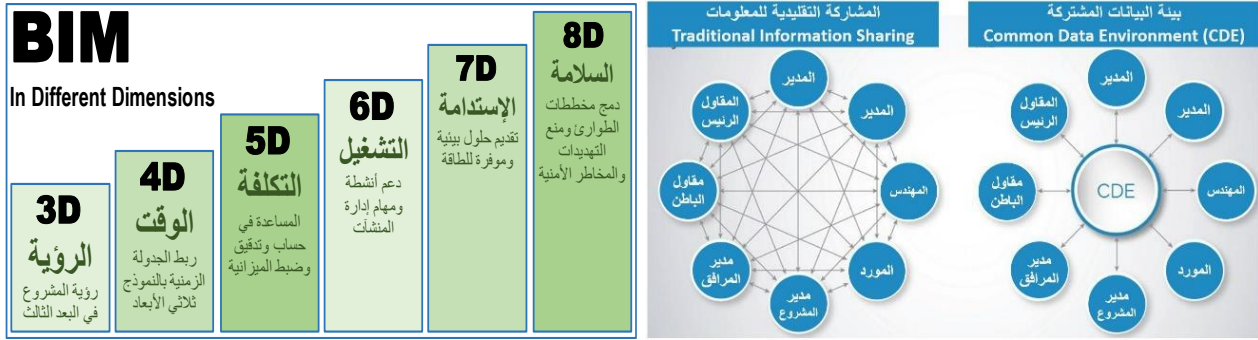 BIM
In Different Dimensions
3D
الرؤية
رؤية المشروع
في البعد الثالث
4D
الوقت
ربط الجدولة
الزمنية بالنموذج
ثلاثي الأبعاد
5D
التكلفة
المساعدة في
حساب وتدقيق
وضبط الميزانية
6D
التشغيل
دعم أنشطة
ومهام إدارة
المنشآت
7D
الإستدامة
تقديم حلول بيئية
وموفرة للطاقة
8D
السلامة
دمج مخططات
الطوارئ ومنع
التهديدات
والمخاطر الأمنية
المشاركة التقليدية للمعلومات
Traditional Information Sharing
المدير
المدير
المهندس
المورد
مدير
المشروع
مدير
المرافق
مقاول
الباطن
المقاول
الرئيس
بيئة البيانات المشتركة
Common Data Environment (CDE)
المدير
المدير
المهندس
المورد
مدير
المشروع
مدير
المرافق
مقاول
الباطن
المقاول
الرئيس
CDE